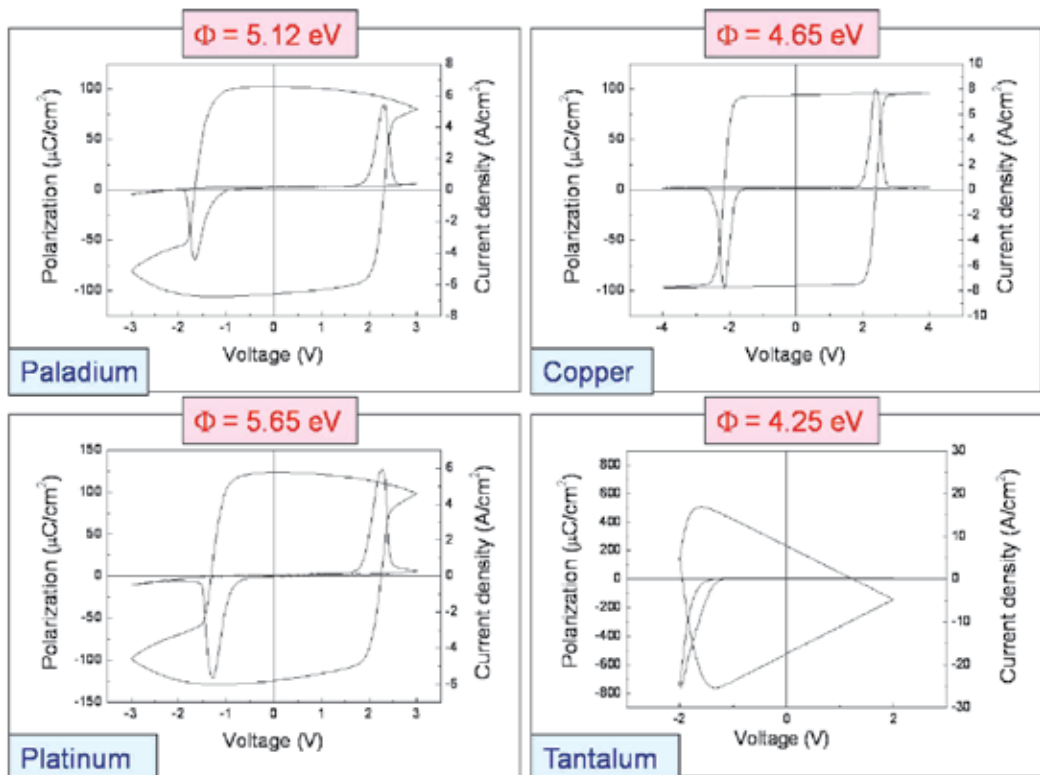 Φ = 5.12 eV
Polarization (µC/cm²)
100
50
0
-50
-100
8
6
4
2
0
-2
-4
-6
-8
Current density (A/cm²)
-3 -2 -1 0 1 2 3
Voltage (V)
Paladium
Φ = 4.65 eV
Polarization (µC/cm²)
100
50
0
-50
-100
10
8
6
4
2
0
-2
-4
-6
-8
-10
Current density (A/cm²)
-4 -2 0 2 4
Voltage (V)
Copper
Φ = 5.65 eV
Polarization (µC/cm²)
150
100
50
0
-50
-100
-150
6
4
2
0
-2
-4
-6
Current density (A/cm²)
-3 -2 -1 0 1 2 3
Voltage (V)
Platinum
Φ = 4.25 eV
Polarization (µC/cm²)
800
600
400
200
0
-200
-400
-600
-800
30
20
10
0
-10
-20
-30
Current density (A/cm²)
-2 0 2
Voltage (V)
Tantalum